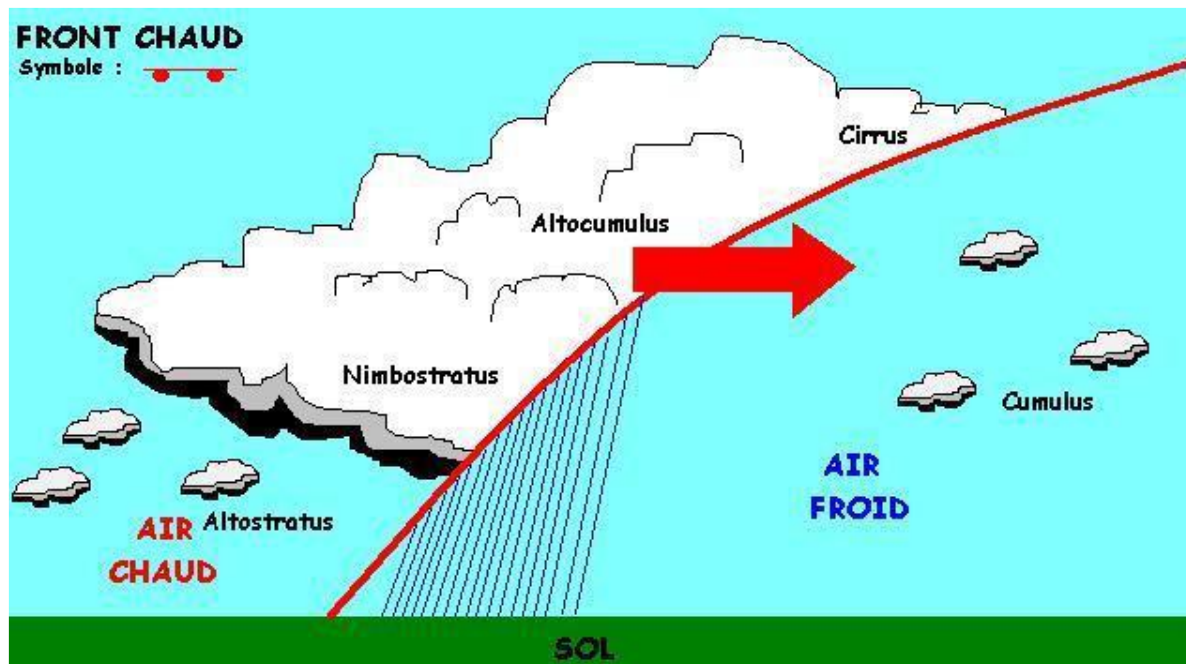 FRONT CHAUD
Symbole :
Cirrus
Altocumulus
Nimbostratus
Cumulus
AIR
FROID
Altostratus
AIR
CHAUD
SOL